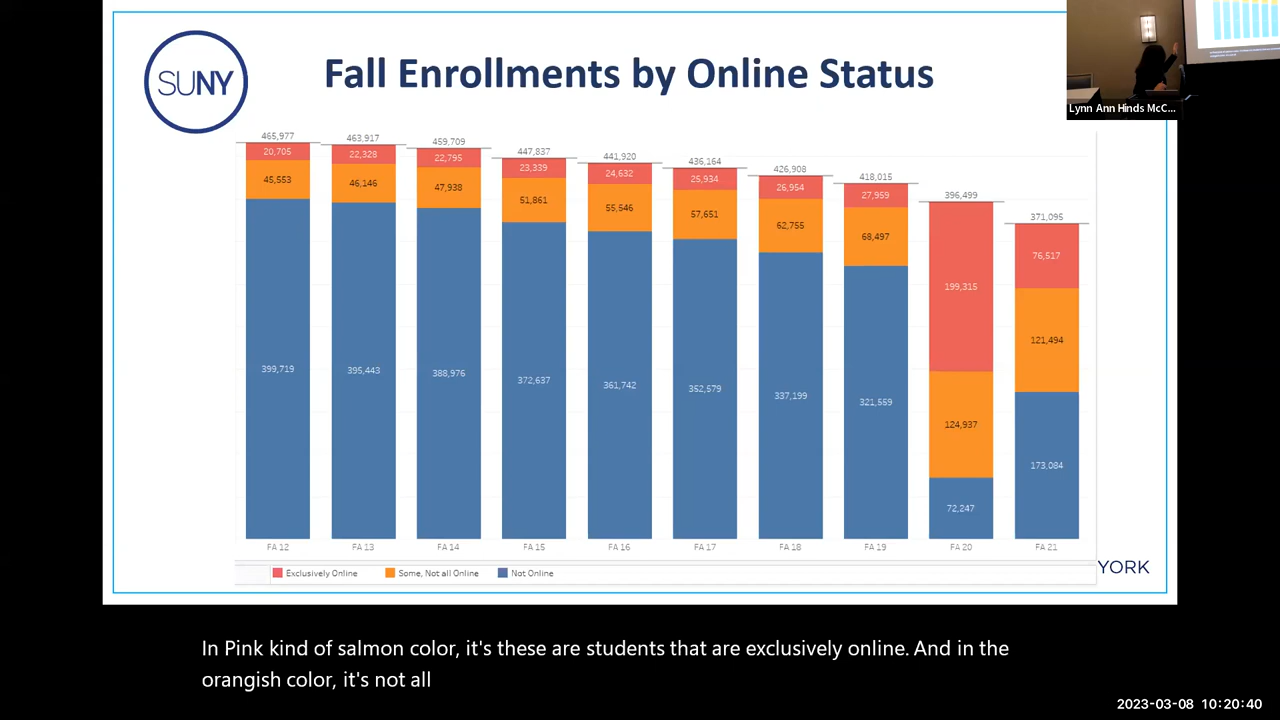 SUNY
Fall Enrollments by Online Status
Lynn Ann Hinds McC...
465,977
463,917
459,709
447,837
441,920
436,164
426,908
418,015
396,499
371,095
20,705
22,328
22,795
23,339
24,632
25,934
26,954
27,959
199,315
76,517
45,553
46,146
47,938
51,861
55,546
57,651
62,755
68,497
124,937
121,494
399,719
395,443
388,976
372,637
361,742
352,579
337,199
321,559
72,247
173,084
FA 12
FA 13
FA 14
FA 15
FA 16
FA 17
FA 18
FA 19
FA 20
FA 21
Exclusively Online
Some, Not all Online
Not Online
YORK
In Pink kind of salmon color, it's these are students that are exclusively online. And in the
orangish color, it's not all
2023-03-08 10:20:40